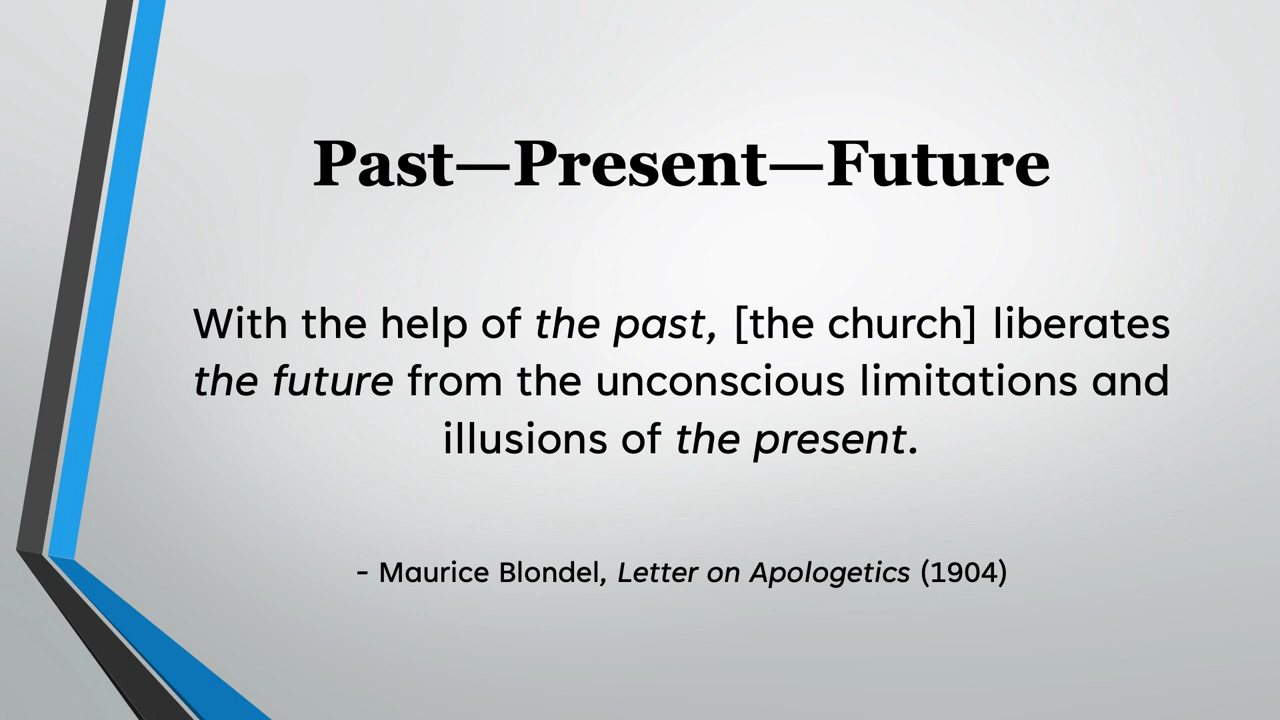 Past—Present—Future
With the help of the past, [the church] liberates
the future from the unconscious limitations and
illusions of the present.
– Maurice Blondel, Letter on Apologetics (1904)